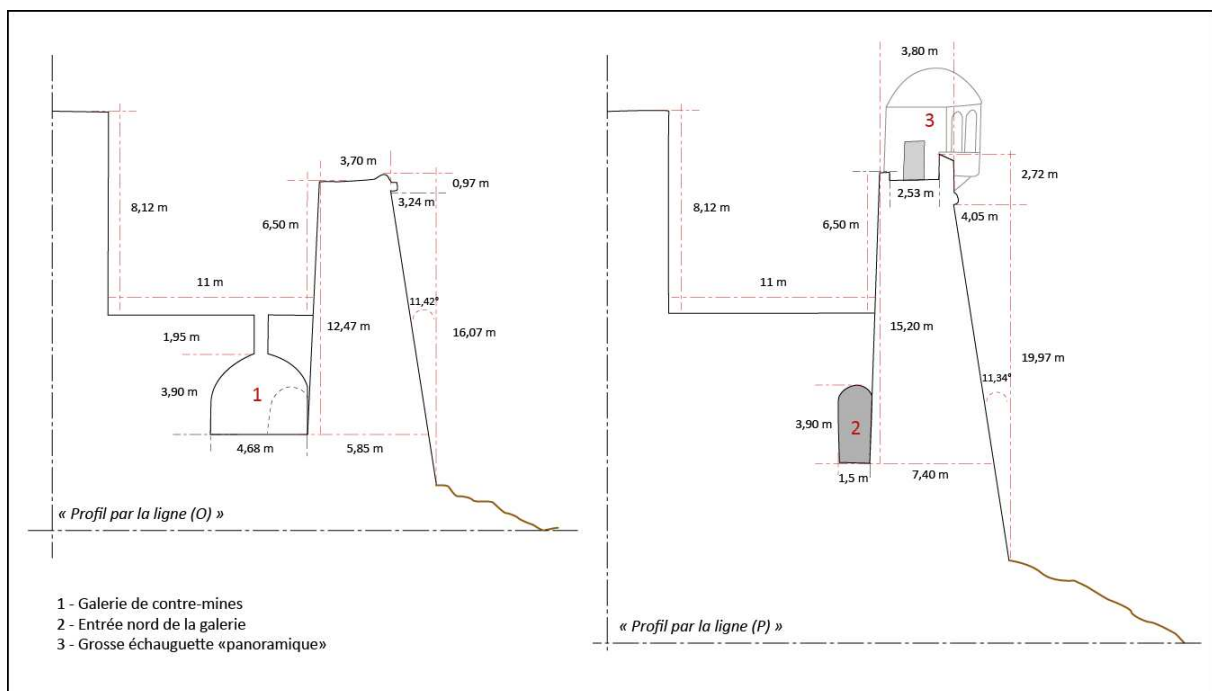 3,70 m
0,97 m
8,12 m
3,24 m
6,50 m
11 m
11,42°
1,95 m
12,47 m
16,07 m
3,90 m
1
4,68 m
5,85 m
« Profil par la ligne (O) »
1 - Galerie de contre-mines
2 - Entrée nord de la galerie
3 - Grosse échauguette «panoramique»
3,80 m
3
2,72 m
8,12 m
2,53 m
4,05 m
6,50 m
11 m
15,20 m
19,97 m
11,34°
3,90 m
2
1,5 m
7,40 m
« Profil par la ligne (P) »